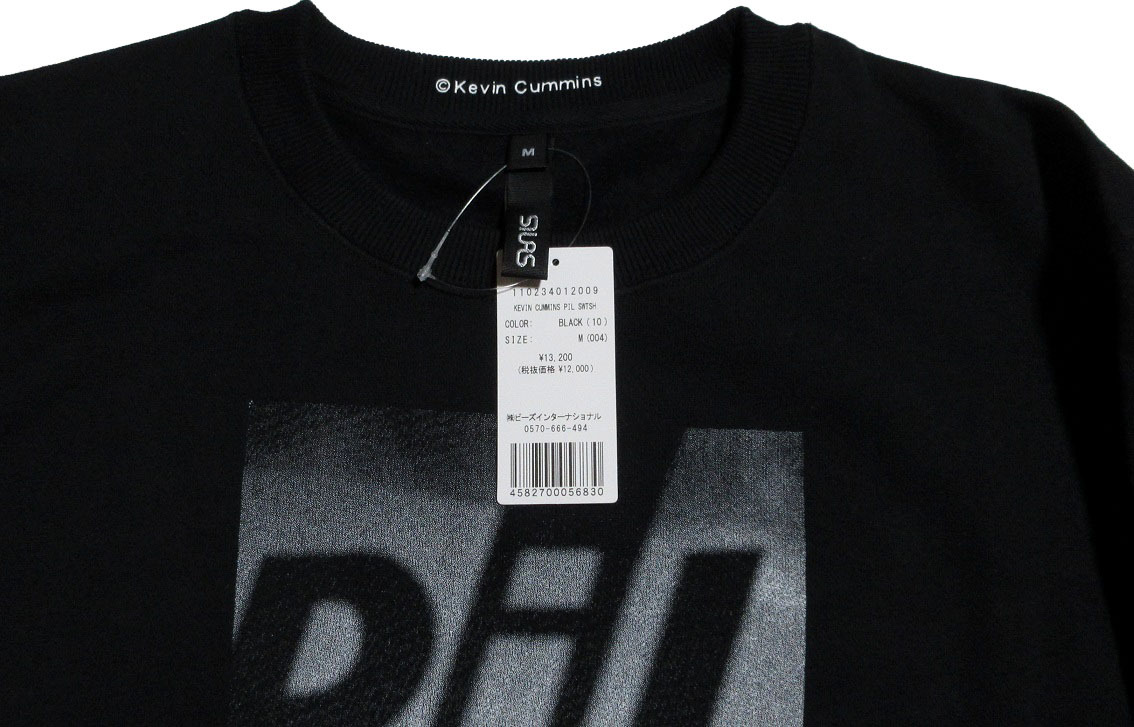 ©Kevin Cummins
M
SILAS
110234012009
KEVIN CUMMINS PIL SWTSH
COLOR: BLACK(10)
SIZE: M(004)
¥13,200
(税抜価格 ¥12,000)
㈱ビーズインターナショナル
0570-666-494
4582700056830
PiL